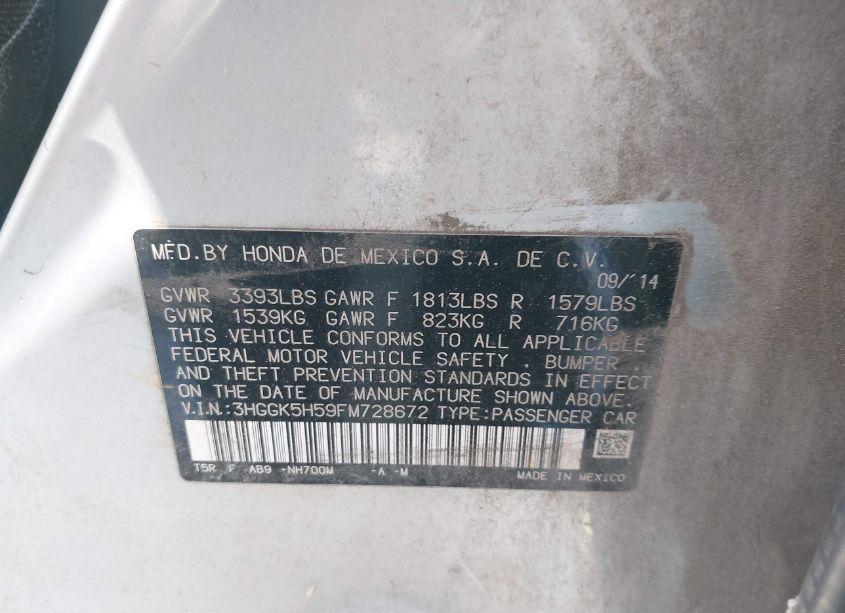 MFD.BY HONDA DE MEXICO S.A. DE C.V.
09/'14
GVWR 3393LBS GAWR F 1813LBS R 1579LBS
GVWR 1539KG GAWR F 823KG R 716KG
THIS VEHICLE CONFORMS TO ALL APPLICABLE
FEDERAL MOTOR VEHICLE SAFETY , BUMPER ,
AND THEFT PREVENTION STANDARDS IN EFFECT
ON THE DATE OF MANUFACTURE SHOWN ABOVE.
V.I.N.:3HGGK5H59FM728672 TYPE:PASSENGER CAR
T5R F -AB9 -NH700M -A -M
MADE IN MEXICO